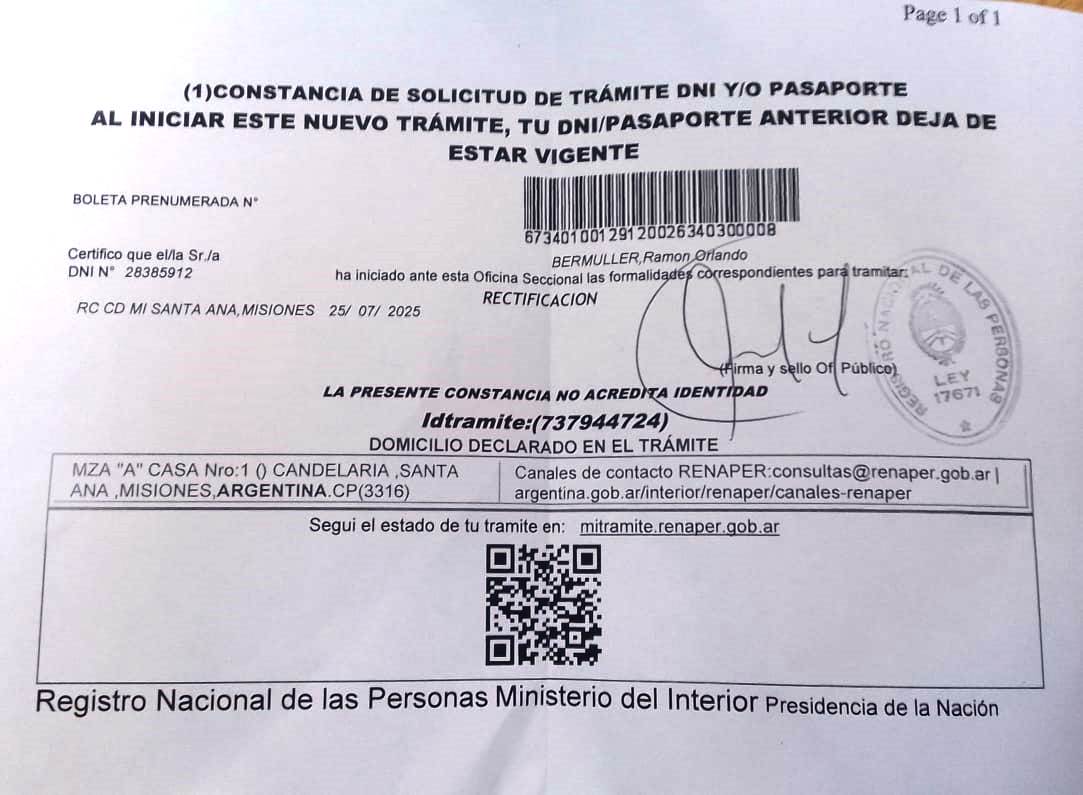 Page 1 of 1
(1)CONSTANCIA DE SOLICITUD DE TRÁMITE DNI Y/O PASAPORTE
AL INICIAR ESTE NUEVO TRÁMITE, TU DNI/PASAPORTE ANTERIOR DEJA DE
ESTAR VIGENTE
BOLETA PRENUMERADA N°
67340100129120026340300008
Certifico que el/la Sr./a
BERMULLER,Ramon Orlando
DNI N° 28385912
ha iniciado ante esta Oficina Seccional las formalidades correspondientes para tramitar:
RECTIFICACION
RC CD MI SANTA ANA,MISIONES 25/ 07/ 2025
(Firma y sello Of. Público)
REGISTRO NACIONAL DE LAS PERSONAS
LEY
17671
LA PRESENTE CONSTANCIA NO ACREDITA IDENTIDAD
Idtramite:(737944724)
DOMICILIO DECLARADO EN EL TRÁMITE
MZA "A" CASA Nro:1 () CANDELARIA ,SANTA
ANA ,MISIONES,ARGENTINA.CP(3316)
Canales de contacto RENAPER:consultas@renaper.gob.ar |
argentina.gob.ar/interior/renaper/canales-renaper
Segui el estado de tu tramite en: mitramite.renaper.gob.ar
Registro Nacional de las Personas Ministerio del Interior Presidencia de la Nación